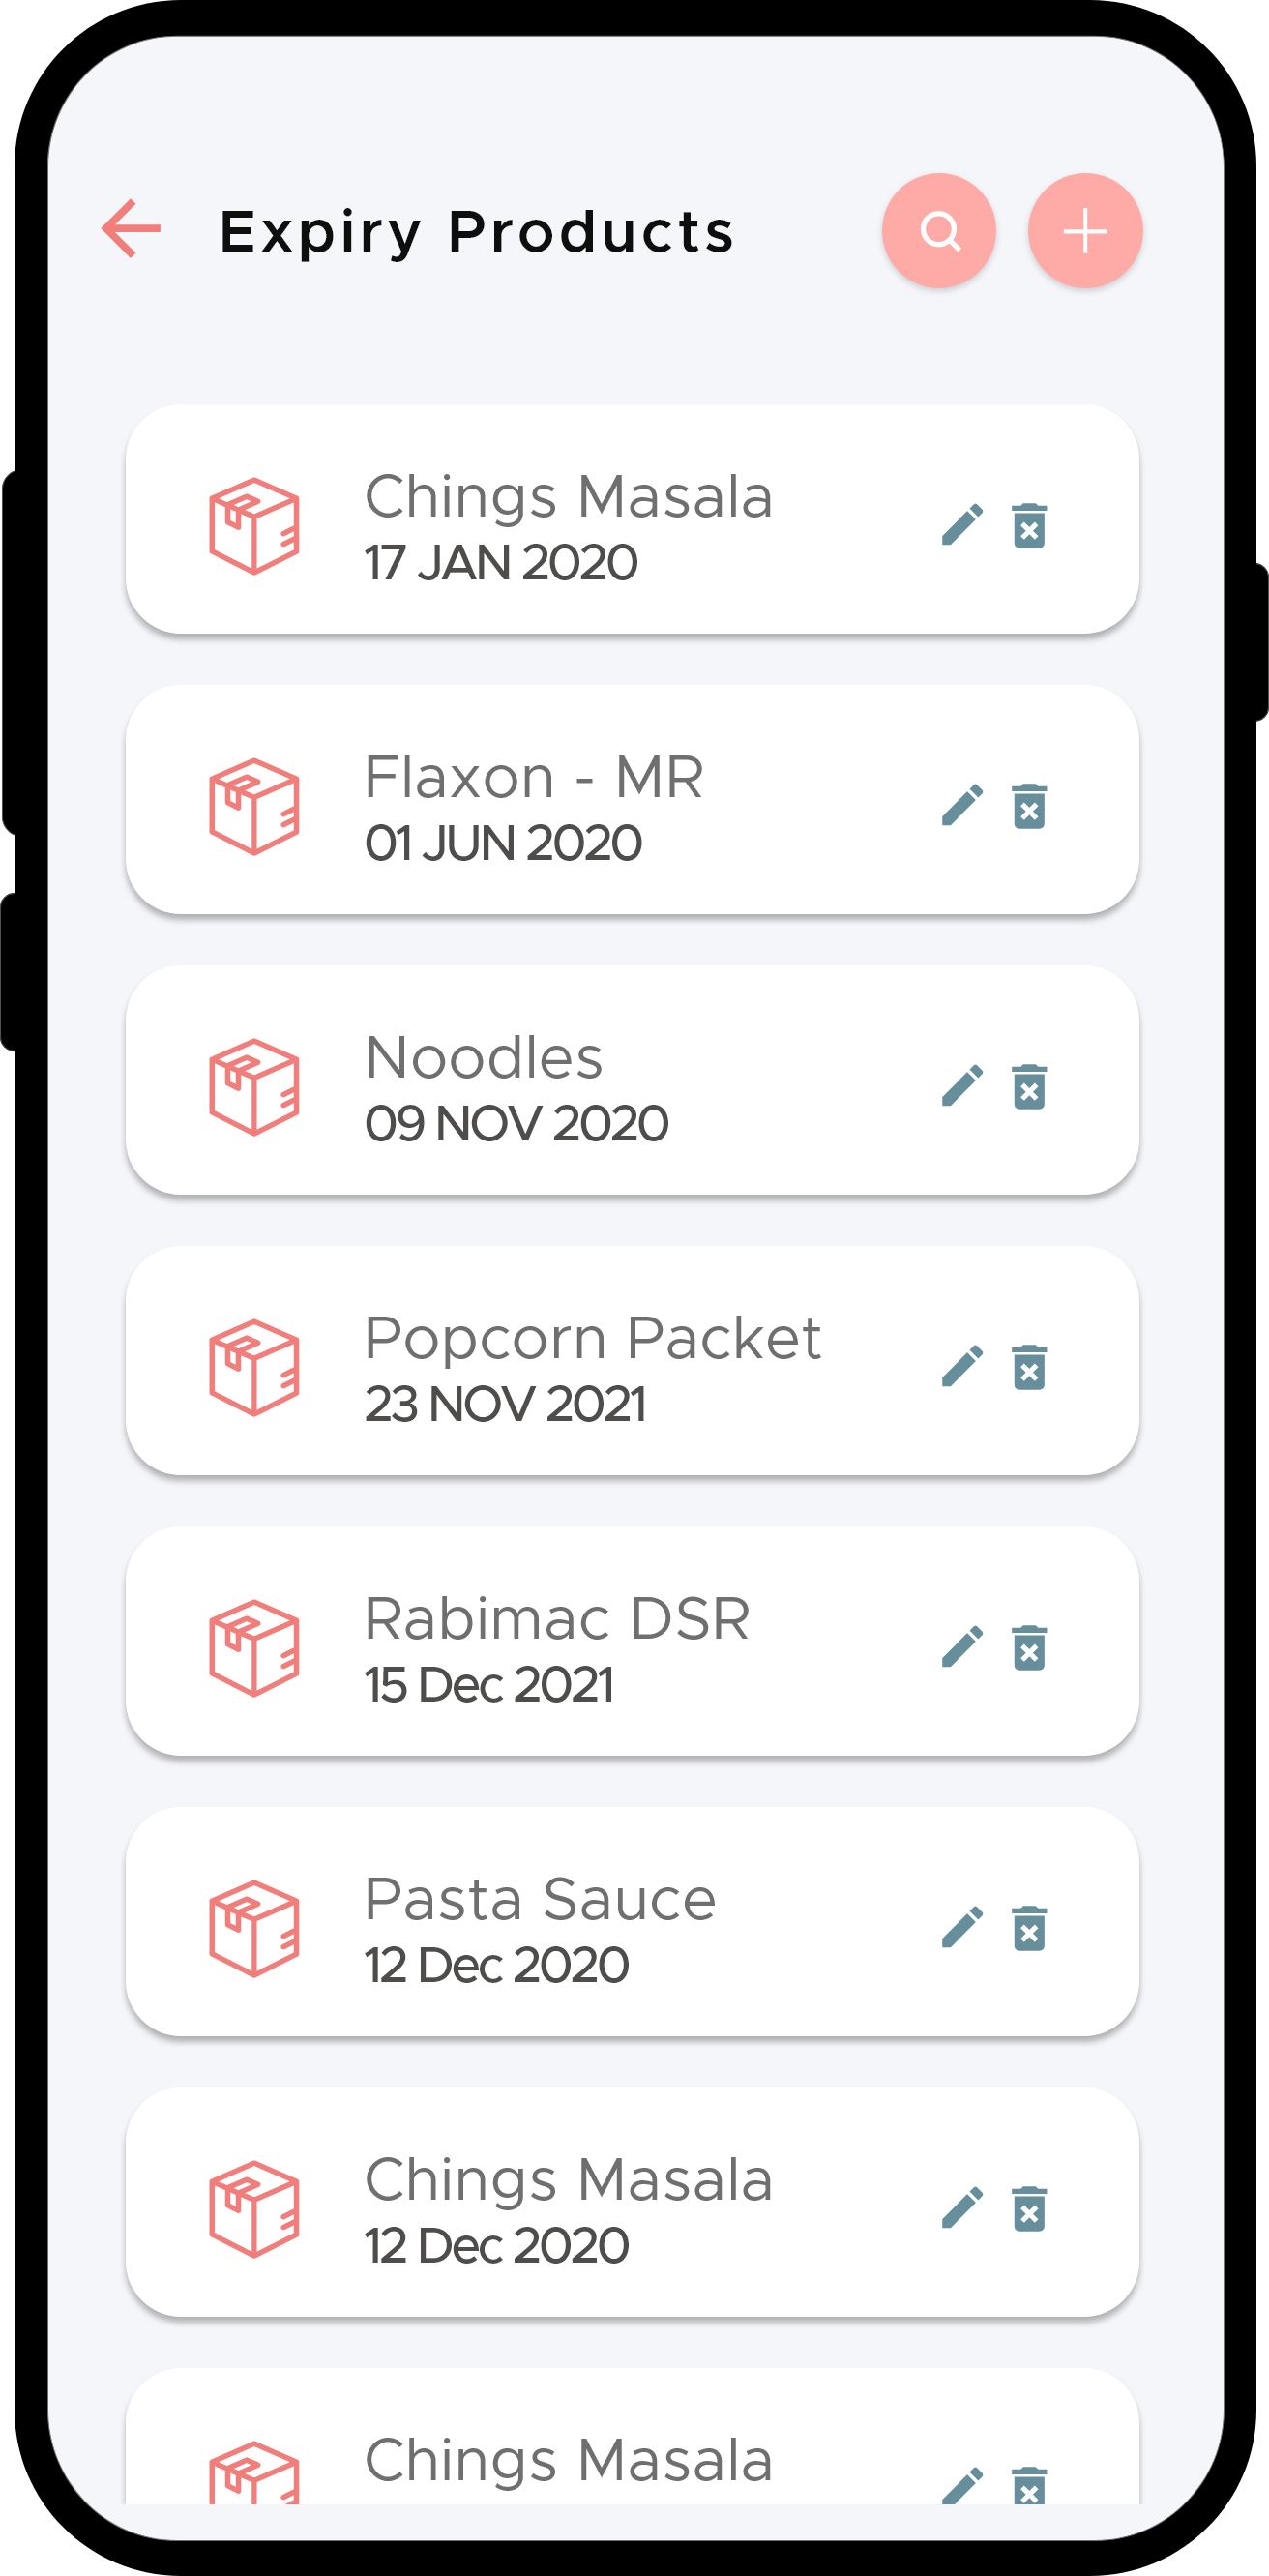 Expiry Products
Chings Masala
17 JAN 2020
Flaxon - MR
01 JUN 2020
Noodles
09 NOV 2020
Popcorn Packet
23 NOV 2021
Rabimac DSR
15 Dec 2021
Pasta Sauce
12 Dec 2020
Chings Masala
12 Dec 2020
Chings Masala